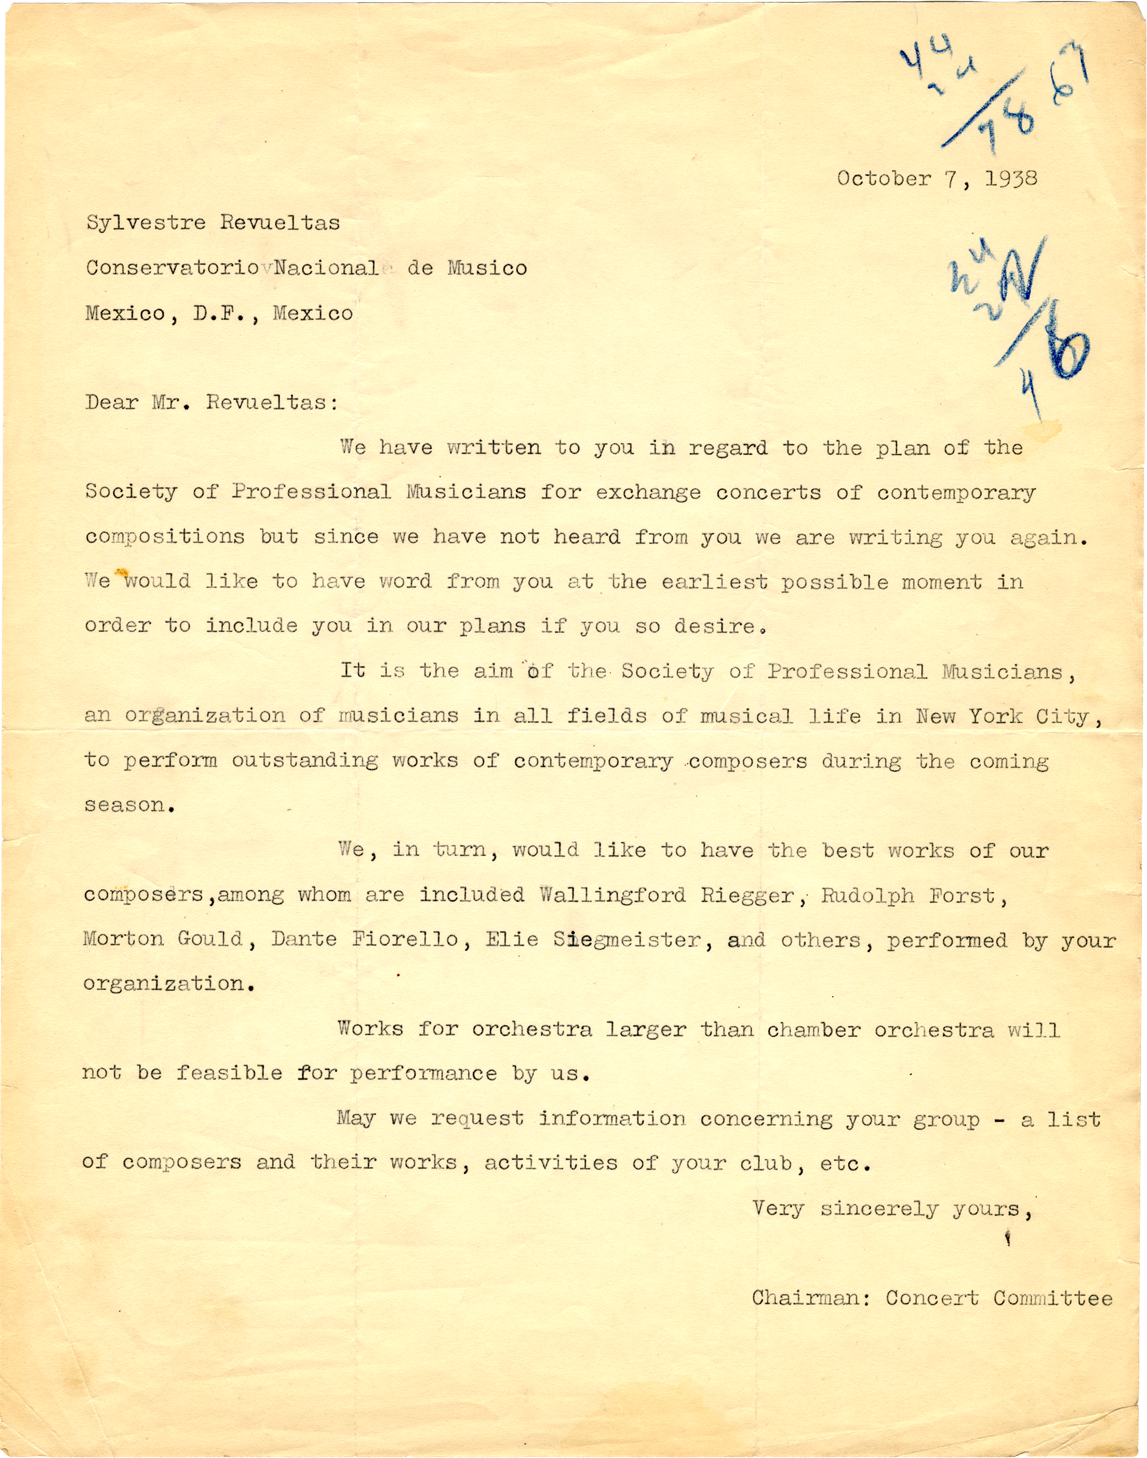 44
24
/
78 67
October 7, 1938
Sylvestre Revueltas
Conservatorio Nacional de Musico
Mexico, D.F., Mexico
Dear Mr. Revueltas:
We have written to you in regard to the plan of the
Society of Professional Musicians for exchange concerts of contemporary
compositions but since we have not heard from you we are writing you again.
We would like to have word from you at the earliest possible moment in
order to include you in our plans if you so desire.
It is the aim of the Society of Professional Musicians,
an organization of musicians in all fields of musical life in New York City,
to perform outstanding works of contemporary composers during the coming
season.
We, in turn, would like to have the best works of our
composers,among whom are included Wallingford Riegger, Rudolph Forst,
Morton Gould, Dante Fiorello, Elie Siegmeister, and others, performed by your
organization.
Works for orchestra larger than chamber orchestra will
not be feasible for performance by us.
May we request information concerning your group - a list
of composers and their works, activities of your club, etc.
Very sincerely yours,
Chairman: Concert Committee